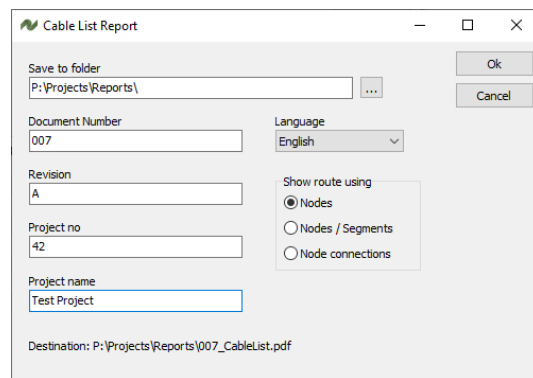 Cable List Report
Save to folder
P:\Projects\Reports\
...
Ok
Cancel
Document Number
007
Language
English
Revision
A
Show route using
Nodes
Nodes / Segments
Node connections
Project no
42
Project name
Test Project
Destination: P:\Projects\Reports\007_CableList.pdf